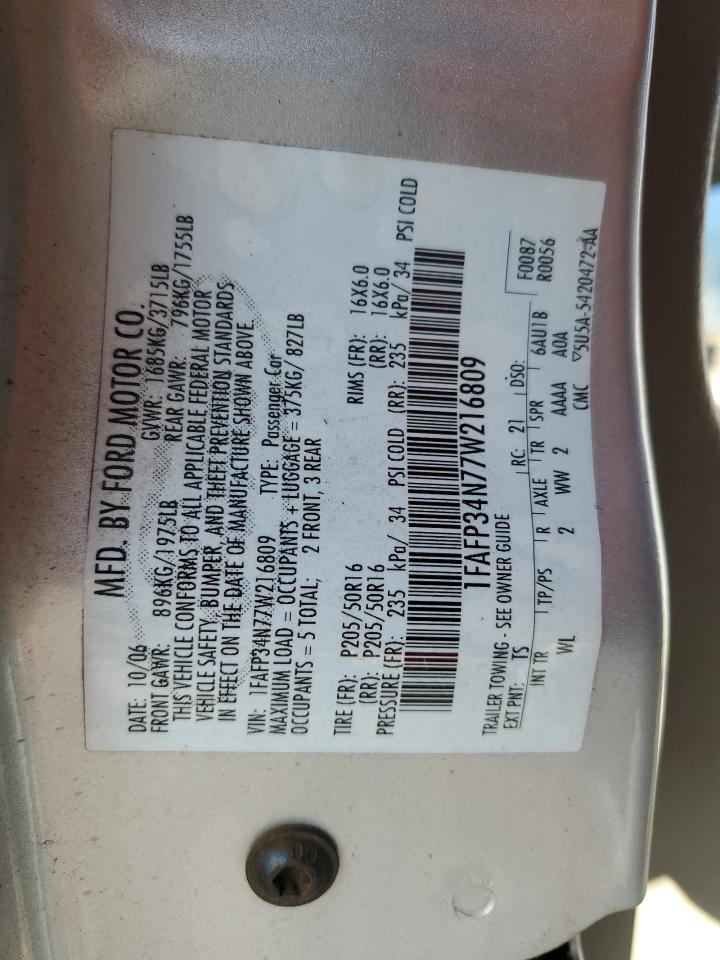 MFD. BY FORD MOTOR CO.
DATE: 10/06 GVWR: 1685KG/3715LB
FRONT GAWR: 896KG/1975LB REAR GAWR: 796KG/1755LB
THIS VEHICLE CONFORMS TO ALL APPLICABLE FEDERAL MOTOR
VEHICLE SAFETY, BUMPER, AND THEFT PREVENTION STANDARDS
IN EFFECT ON THE DATE OF MANUFACTURE SHOWN ABOVE.
VIN: 1FAFP34N77W216809 TYPE: Passenger Car
MAXIMUM LOAD = OCCUPANTS + LUGGAGE = 375KG/ 827LB
OCCUPANTS = 5 TOTAL; 2 FRONT, 3 REAR
TIRE (FR): P205/50R16 RIMS (FR): 16X6.0
(RR): P205/50R16 (RR): 16X6.0
PRESSURE (FR): 235 kPa/ 34 PSI COLD (RR): 235 kPa/ 34 PSI COLD
1FAFP34N77W216809
TRAILER TOWING - SEE OWNER GUIDE F0087
EXT PNT: TS RC: 21 DSO: R0056
INT TR TP/PS R AXLE TR SPR 6AU1B
WL 2 WW 2 AAAA A0A
CMC ▽5U5A-5420472-AA